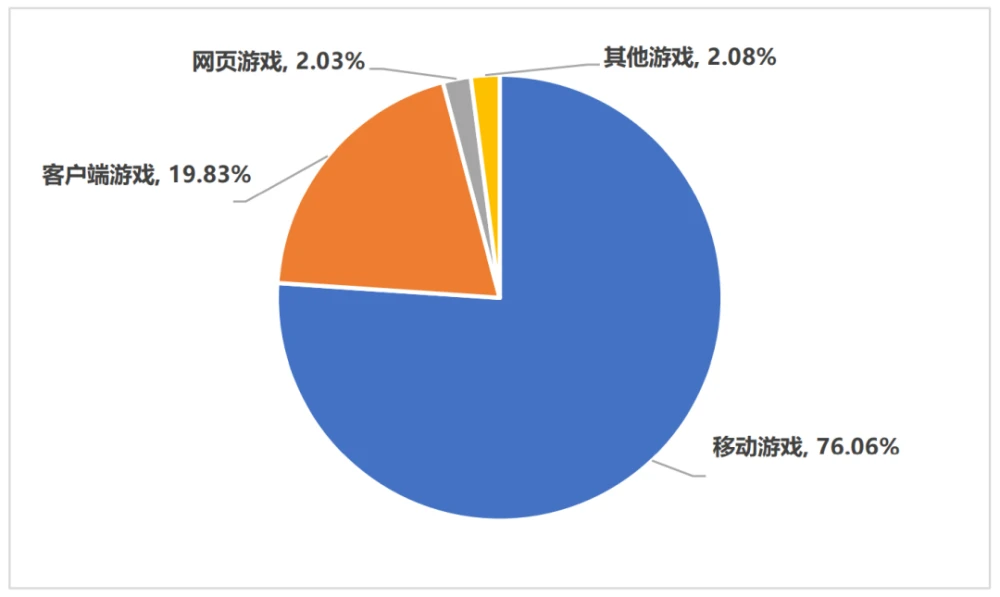 网页游戏, 2.03%
其他游戏, 2.08%
客户端游戏, 19.83%
移动游戏, 76.06%